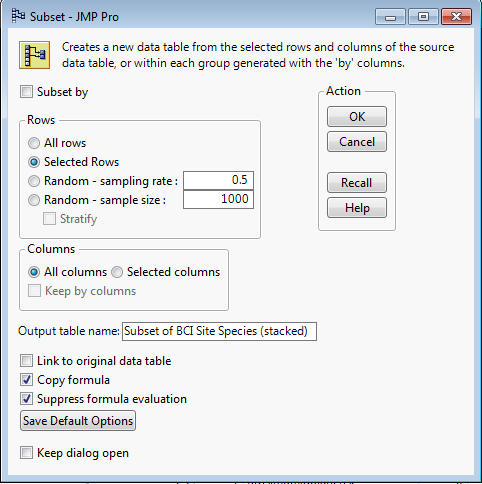 Subset - JMP Pro
Creates a new data table from the selected rows and columns of the source
data table, or within each group generated with the 'by' columns.
Subset by
Action
OK
Cancel
Recall
Help
Rows
All rows
Selected Rows
Random - sampling rate : 0.5
Random - sample size : 1000
Stratify
Columns
All columns Selected columns
Keep by columns
Output table name: Subset of BCI Site Species (stacked)
Link to original data table
Copy formula
Suppress formula evaluation
Save Default Options
Keep dialog open